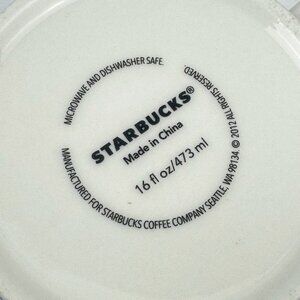 MICROWAVE AND DISHWASHER SAFE.
STARBUCKS®
Made in China
16 fl oz/473 ml
MANUFACTURED FOR STARBUCKS COFFEE COMPANY SEATTLE, WA 98134. © 2012 ALL RIGHTS RESERVED.